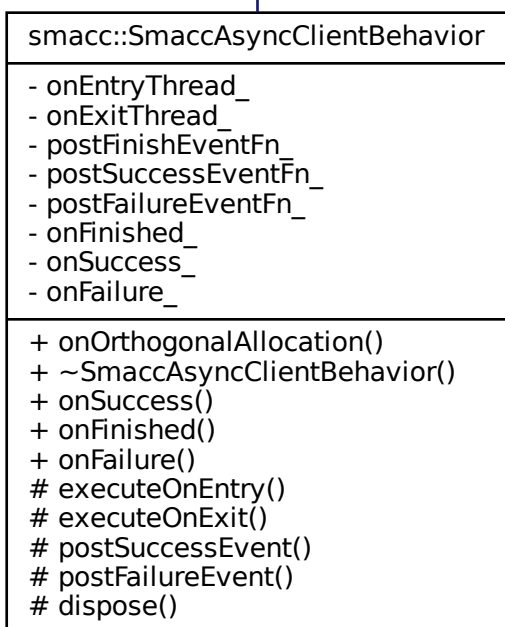 smacc::SmaccAsyncClientBehavior
- onEntryThread_
- onExitThread_
- postFinishEventFn_
- postSuccessEventFn_
- postFailureEventFn_
- onFinished_
- onSuccess_
- onFailure_
+ onOrthogonalAllocation()
+ ~SmaccAsyncClientBehavior()
+ onSuccess()
+ onFinished()
+ onFailure()
# executeOnEntry()
# executeOnExit()
# postSuccessEvent()
# postFailureEvent()
# dispose()